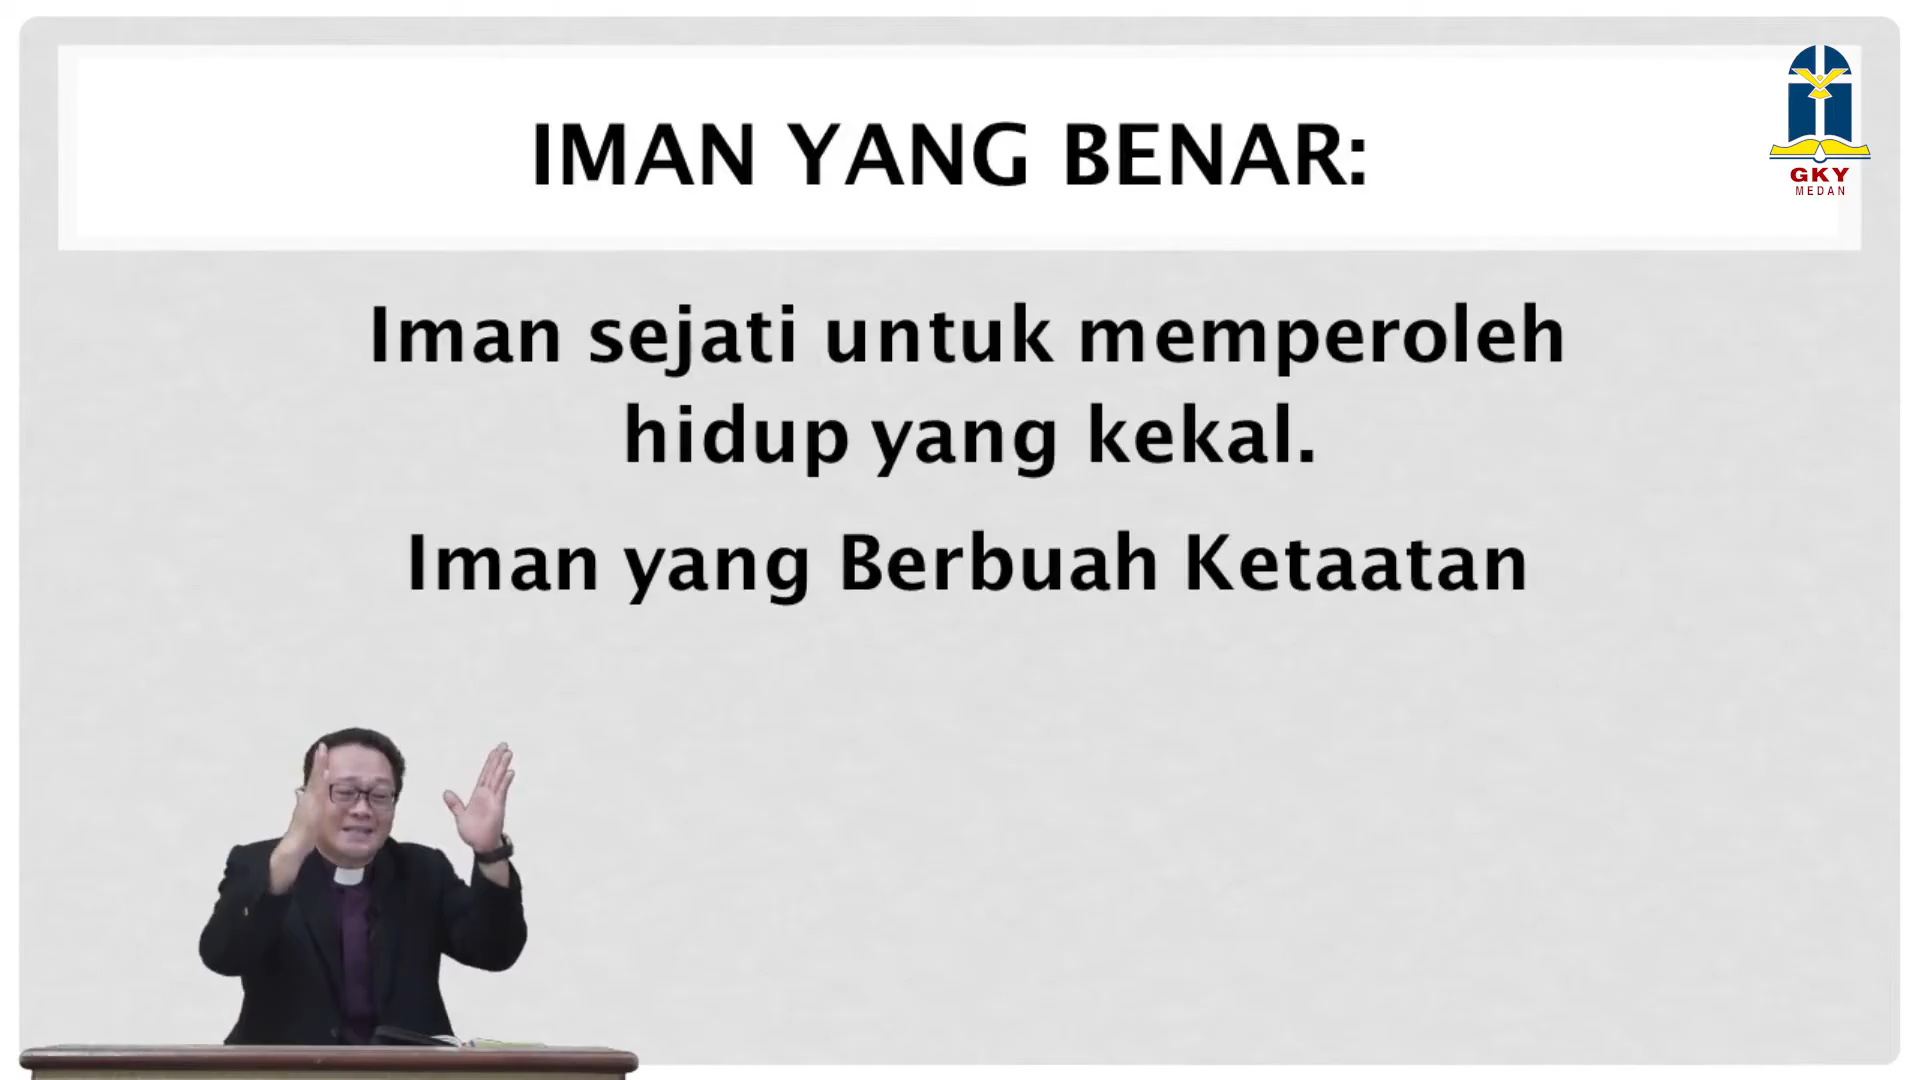 IMAN YANG BENAR:
GKY
MEDAN
Iman sejati untuk memperoleh
hidup yang kekal.
Iman yang Berbuah Ketaatan